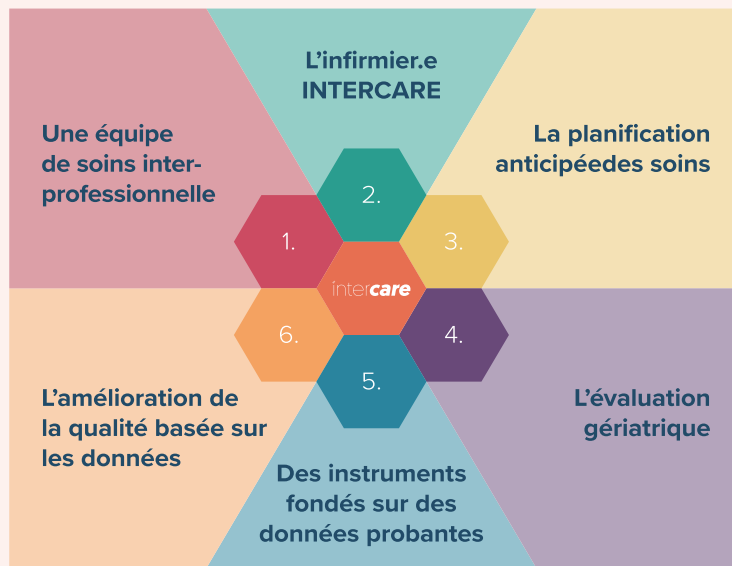 L'infirmier.e
INTERCARE
Une équipe
de soins inter-
professionnelle
La planification
anticipéedes soins
2.
1.
3.
intercare
6.
4.
5.
L'amélioration de
la qualité basée sur
les données
L'évaluation
gériatrique
Des instruments
fondés sur des
données probantes